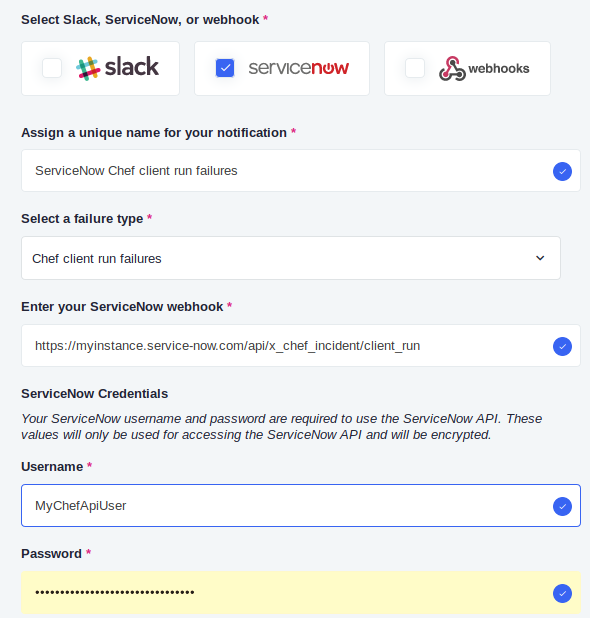 Select Slack, ServiceNow, or webhook *
slack servicenow webhooks
Assign a unique name for your notification *
ServiceNow Chef client run failures
Select a failure type *
Chef client run failures
Enter your ServiceNow webhook *
https://myinstance.service-now.com/api/x_chef_incident/client_run
ServiceNow Credentials
Your ServiceNow username and password are required to use the ServiceNow API. These
values will only be used for accessing the ServiceNow API and will be encrypted.
Username *
MyChefApiUser
Password *
••••••••••••••••••••••••••••••••